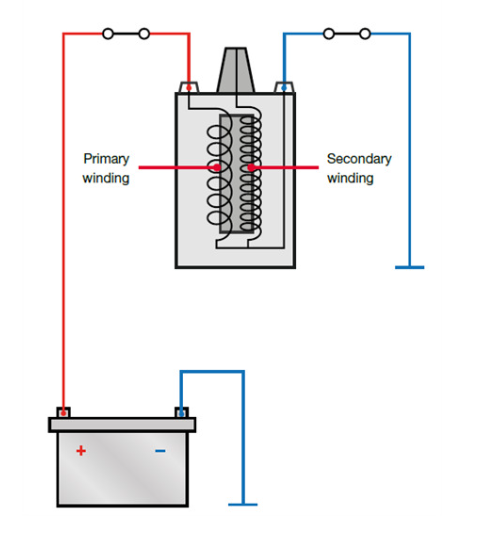 Primary
winding
Secondary
winding
+ −